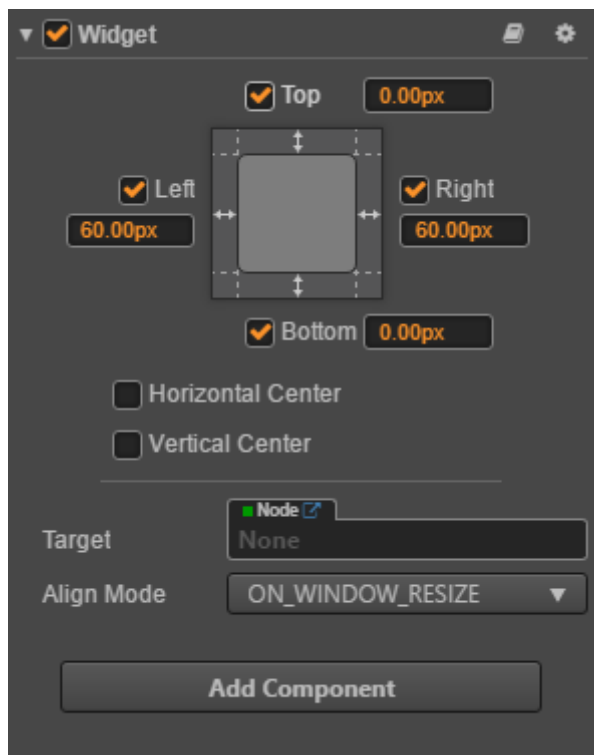 Widget
Top 0.00px
Left Right
60.00px 60.00px
Bottom 0.00px
Horizontal Center
Vertical Center
Node
Target None
Align Mode ON_WINDOW_RESIZE
Add Component